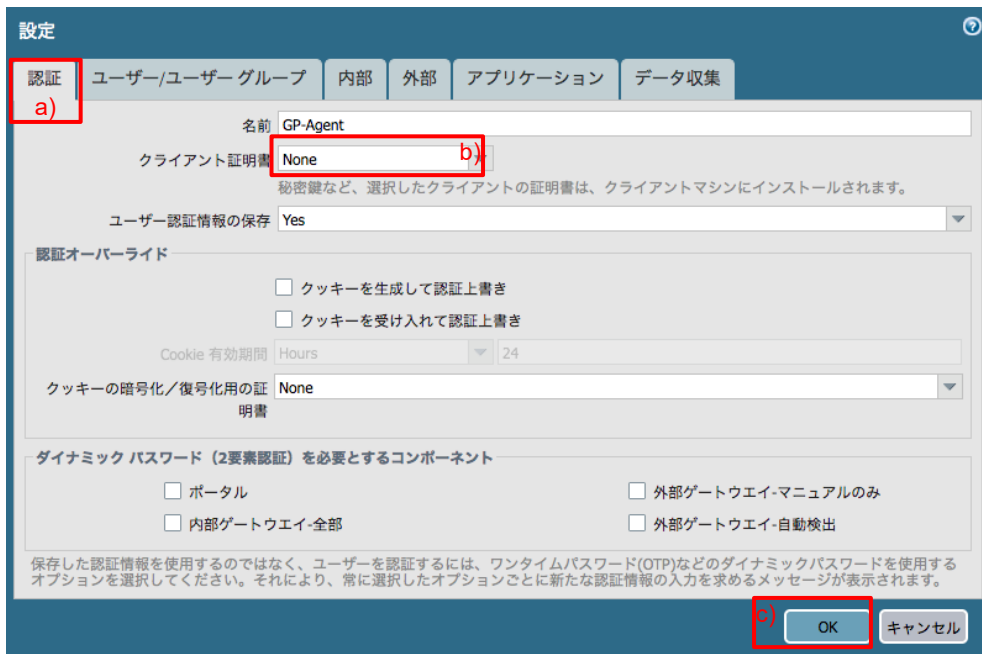 設定
認証 ユーザー/ユーザー グループ 内部 外部 アプリケーション データ収集
a)
名前 GP-Agent
クライアント証明書 None b)
秘密鍵など、選択したクライアントの証明書は、クライアントマシンにインストールされます。
ユーザー認証情報の保存 Yes
認証オーバーライド
クッキーを生成して認証上書き
クッキーを受け入れて認証上書き
Cookie 有効期間 Hours 24
クッキーの暗号化／復号化用の証 None
明書
ダイナミック パスワード（2要素認証）を必要とするコンポーネント
ポータル 外部ゲートウエイ-マニュアルのみ
内部ゲートウエイ-全部 外部ゲートウエイ-自動検出
保存した認証情報を使用するのではなく、ユーザーを認証するには、ワンタイムパスワード(OTP)などのダイナミックパスワードを使用する
オプションを選択してください。それにより、常に選択したオプションごとに新たな認証情報の入力を求めるメッセージが表示されます。
c) OK キャンセル